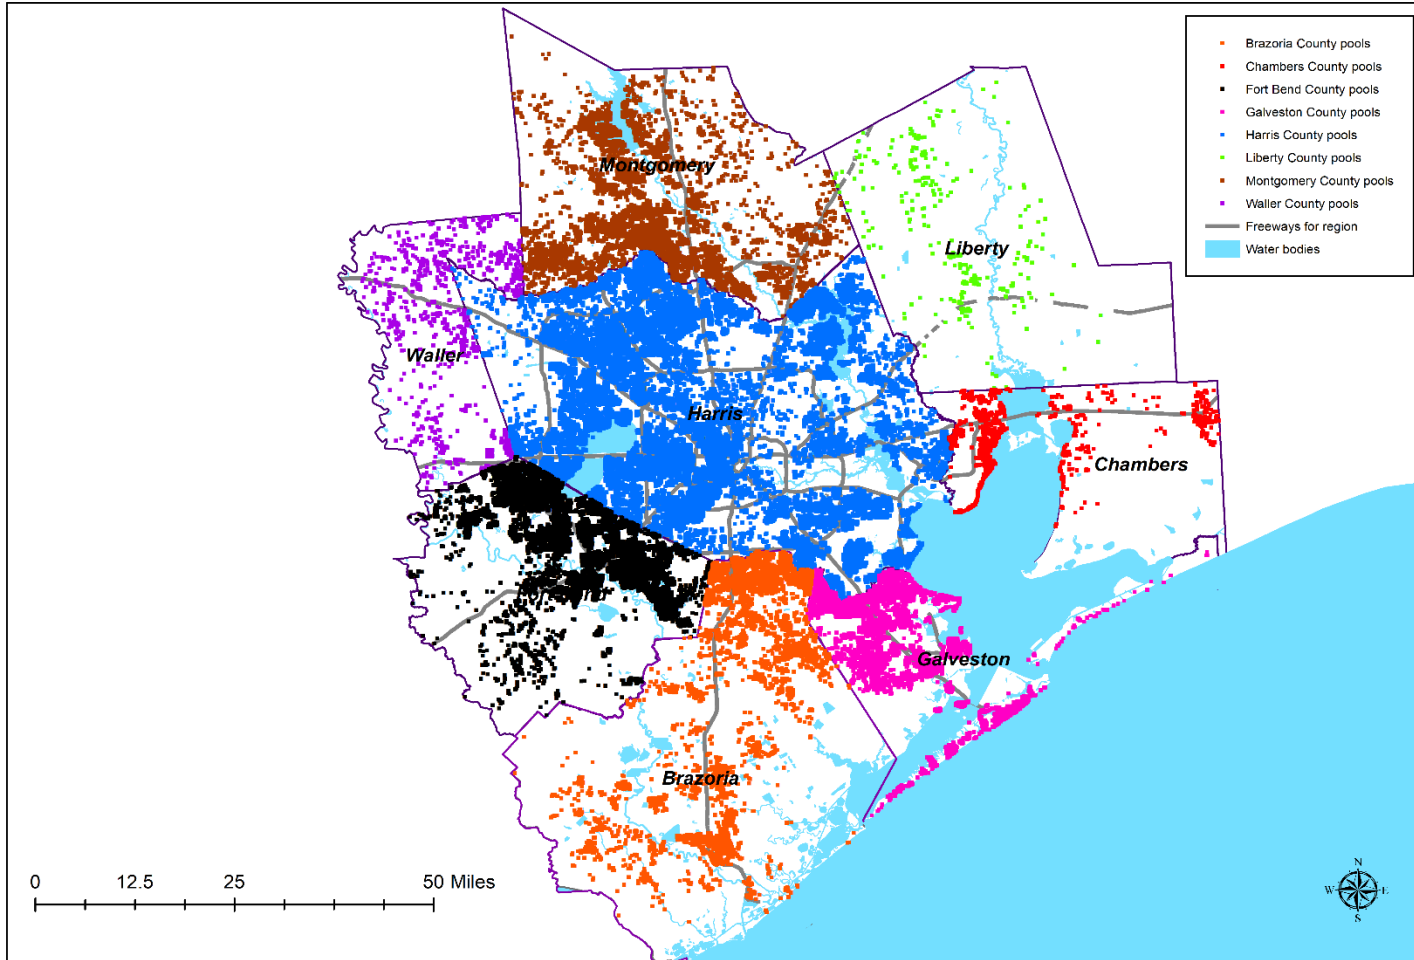 Brazoria County pools
Chambers County pools
Fort Bend County pools
Galveston County pools
Harris County pools
Liberty County pools
Montgomery County pools
Waller County pools
Freeways for region
Water bodies
Montgomery
Liberty
Waller
Harris
Chambers
Galveston
Brazoria
0 12.5 25 50 Miles
N
W E
S